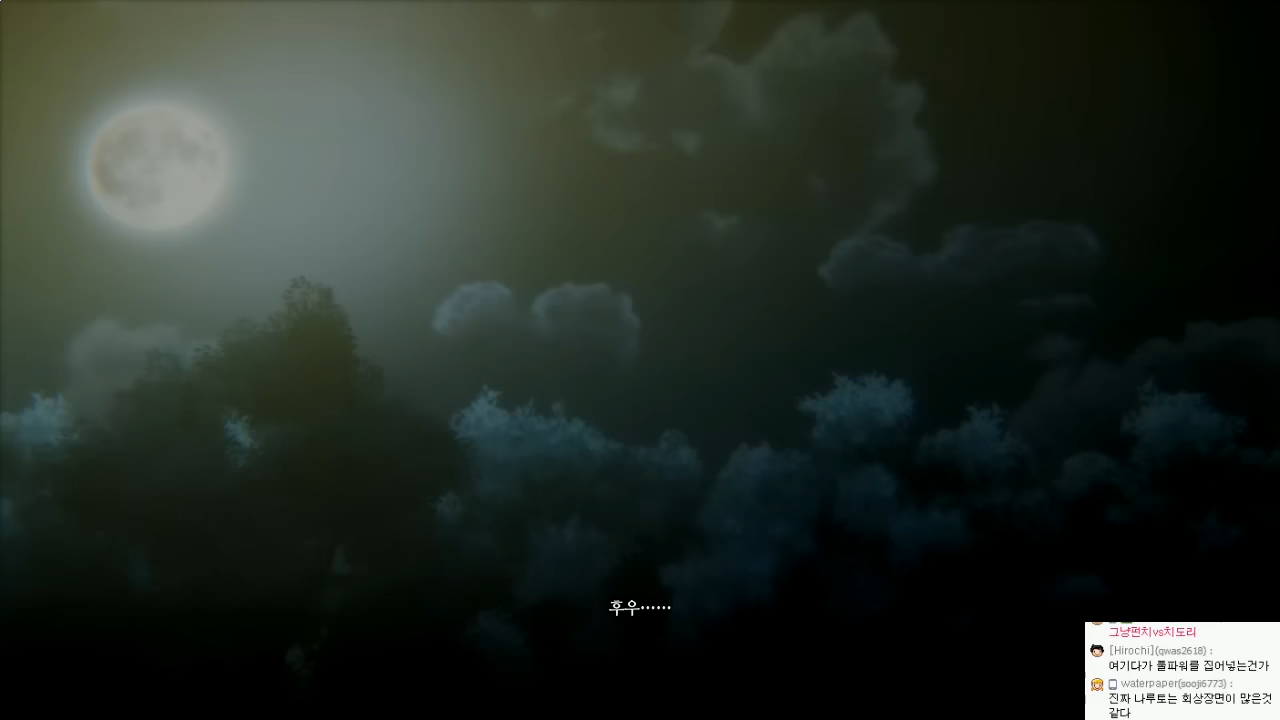 후우……
그냥펀치vs치도리
[Hirochi](qwas2618) :
여기다가 풀파워를 집어넣는건가
waterpaper(sooji6773) :
진짜 나루토는 회상장면이 많은것
같다